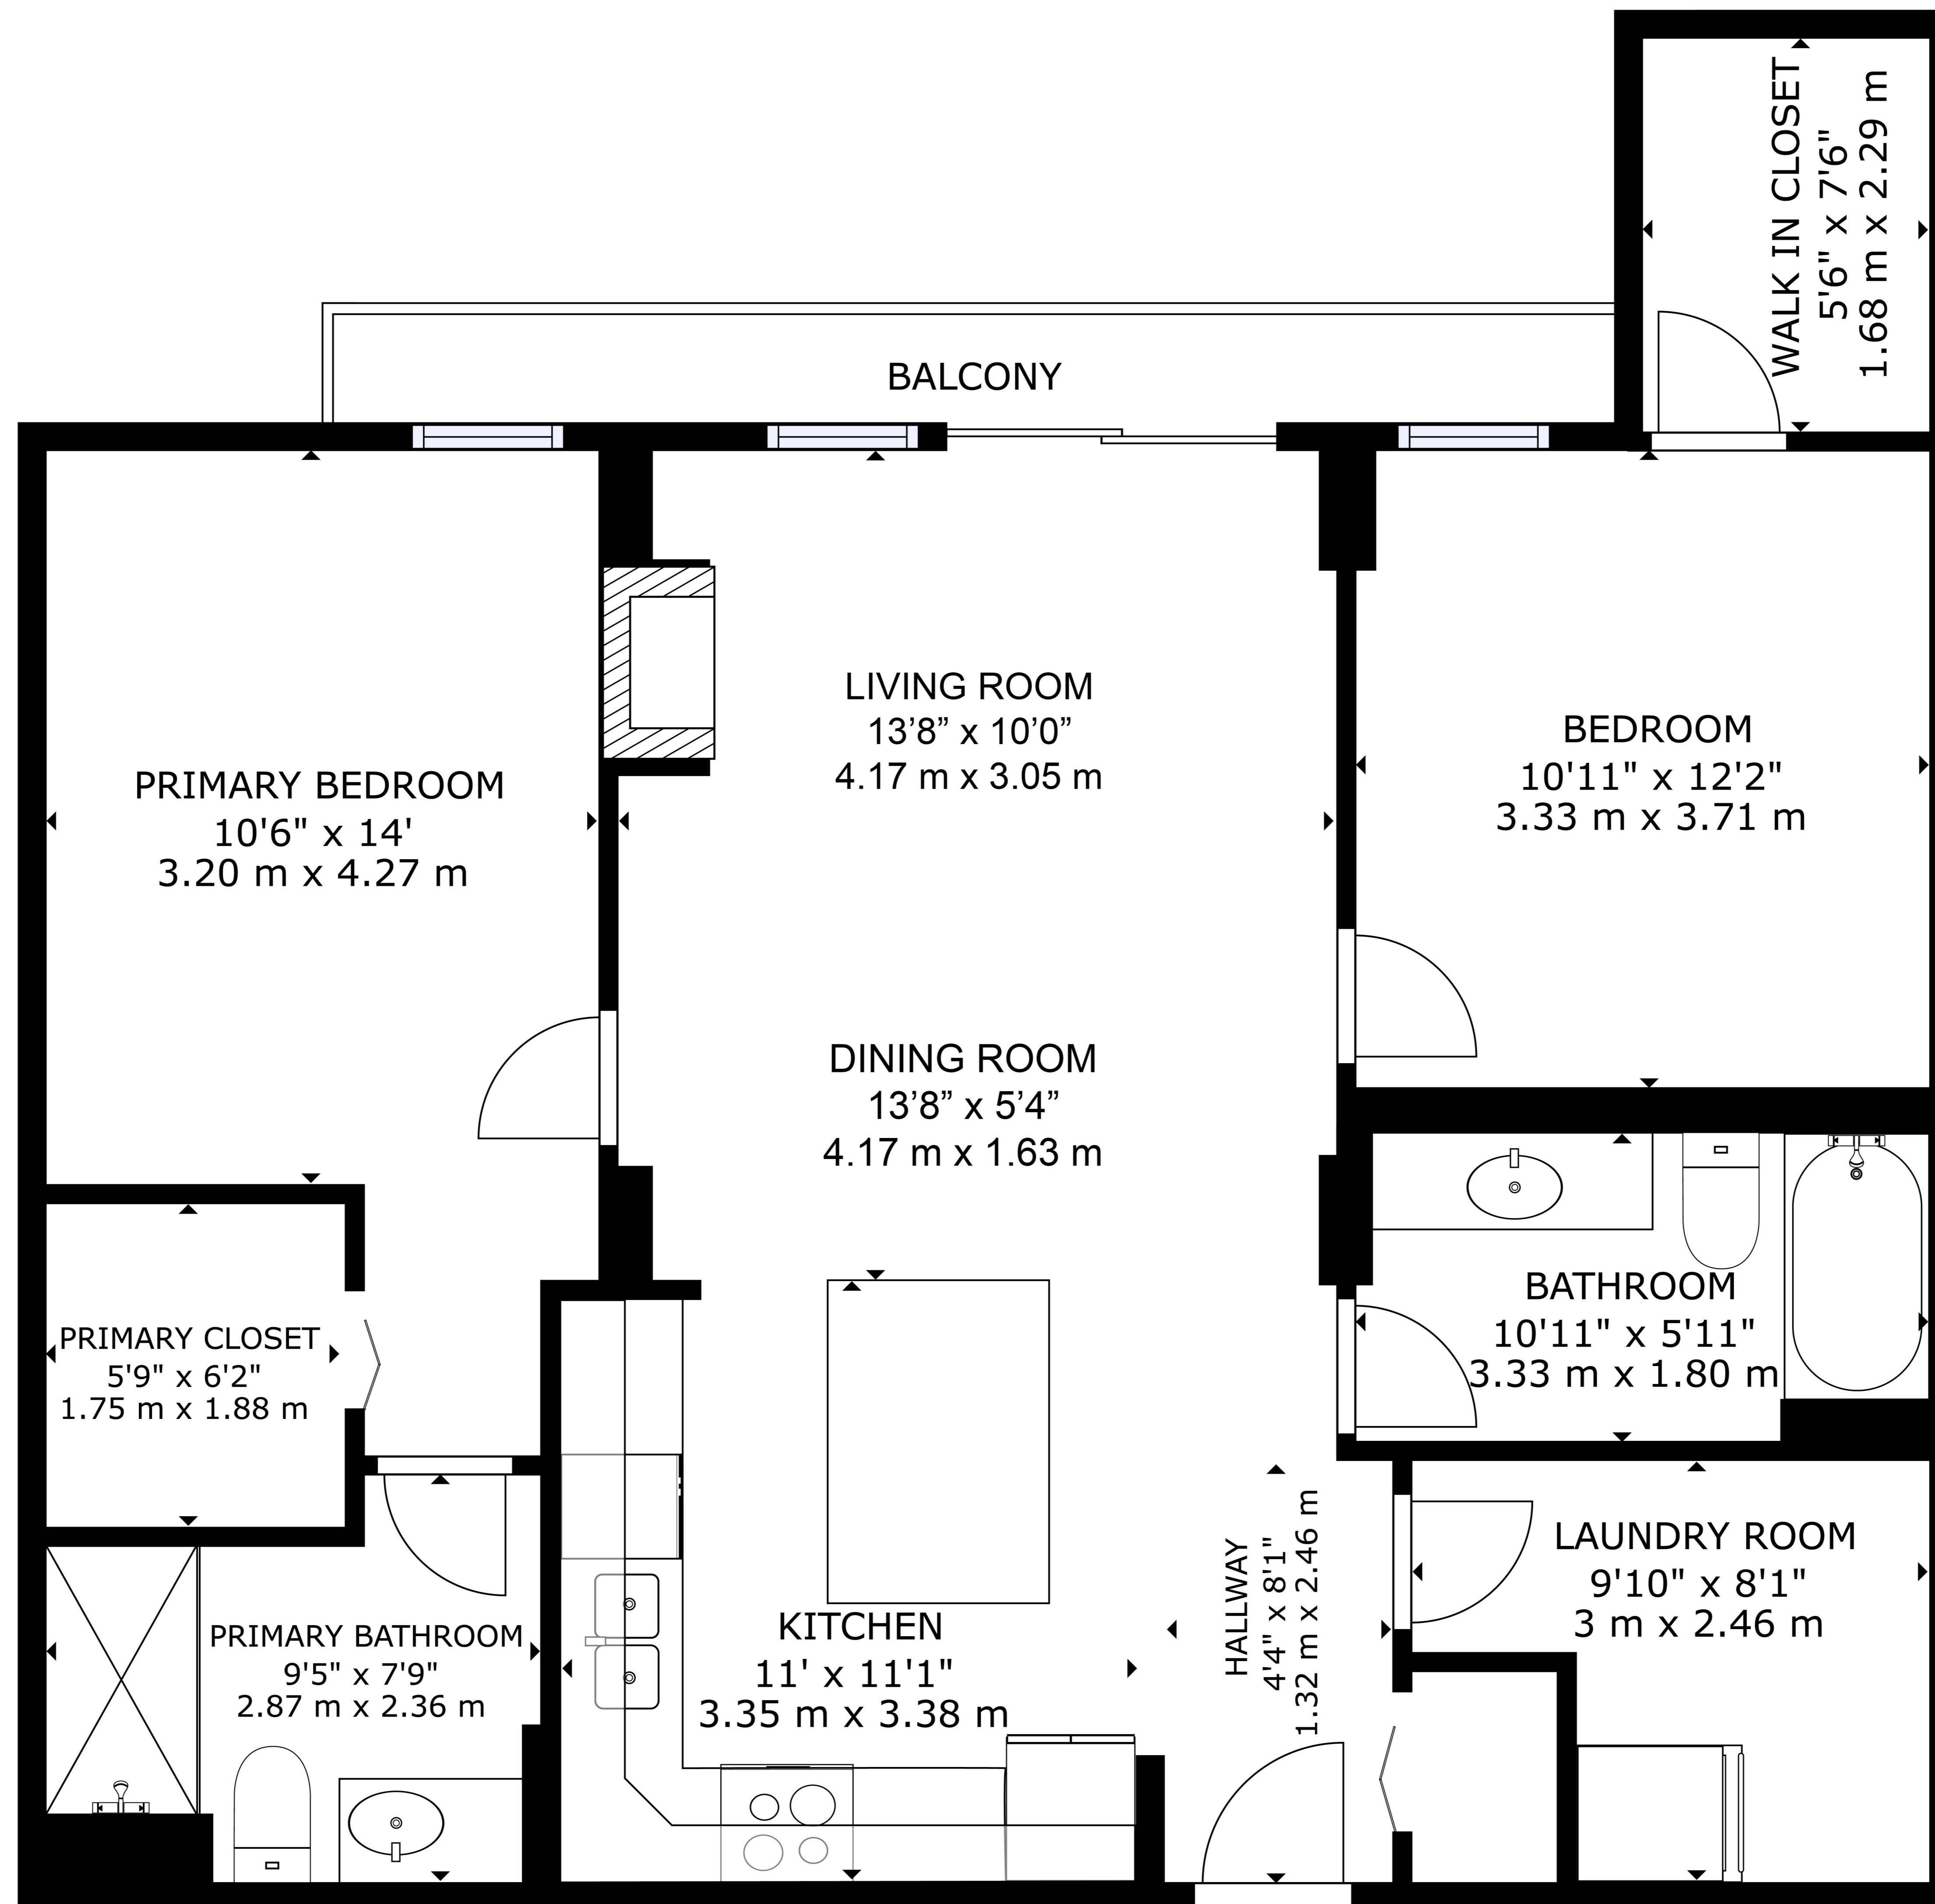 WALK IN CLOSET
5'6" x 7'6"
1.68 m x 2.29 m
BALCONY
LIVING ROOM
13’8” x 10’0”
4.17 m x 3.05 m
BEDROOM
10'11" x 12'2"
3.33 m x 3.71 m
PRIMARY BEDROOM
10'6" x 14'
3.20 m x 4.27 m
DINING ROOM
13’8” x 5’4”
4.17 m x 1.63 m
BATHROOM
10'11" x 5'11"
3.33 m x 1.80 m
PRIMARY CLOSET
5'9" x 6'2"
1.75 m x 1.88 m
HALLWAY
4'4" x 8'1"
1.32 m x 2.46 m
LAUNDRY ROOM
9'10" x 8'1"
3 m x 2.46 m
PRIMARY BATHROOM
9'5" x 7'9"
2.87 m x 2.36 m
KITCHEN
11' x 11'1"
3.35 m x 3.38 m